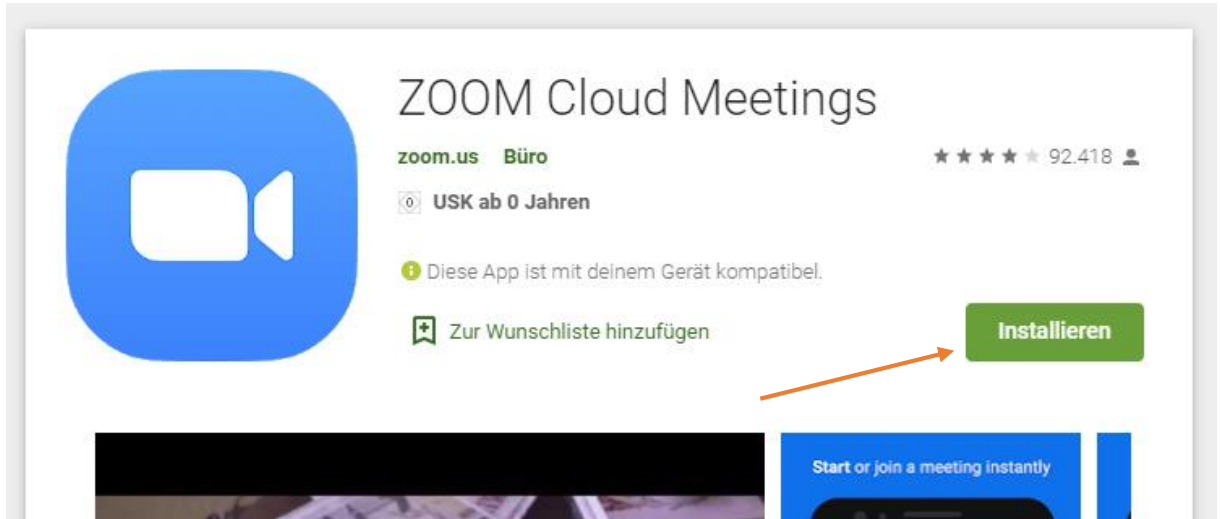 ZOOM Cloud Meetings
zoom.us Büro
92.418
USK ab 0 Jahren
Diese App ist mit deinem Gerät kompatibel.
Zur Wunschliste hinzufügen
Installieren
Start or join a meeting instantly